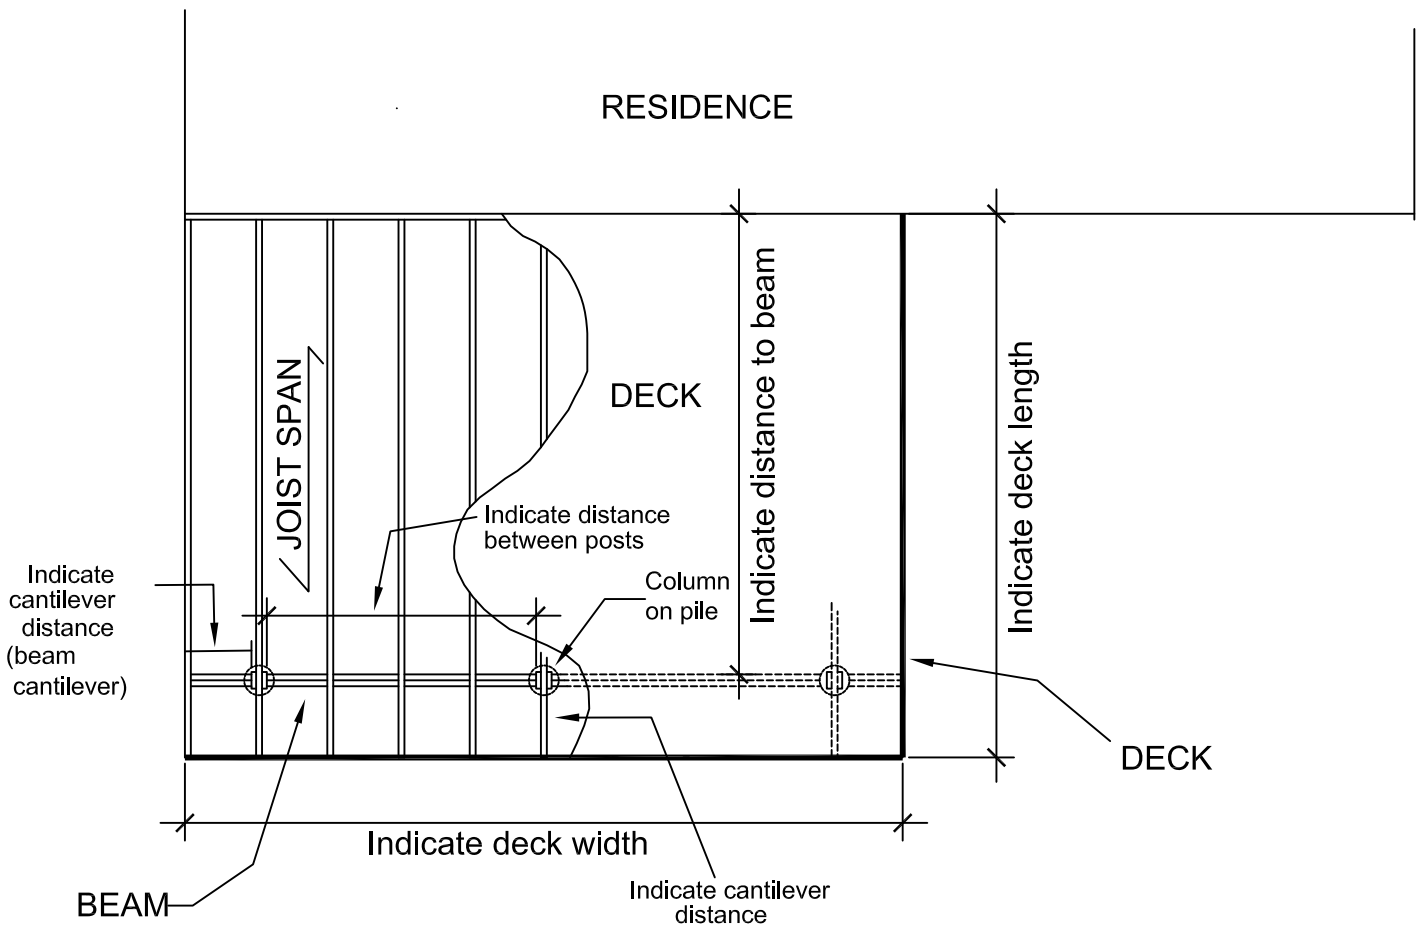 RESIDENCE
Indicate distance to beam
Indicate deck length
JOIST SPAN
DECK
Indicate distance
between posts
Indicate
cantilever
distance
(beam
cantilever)
Column
on pile
DECK
Indicate deck width
BEAM
Indicate cantilever
distance